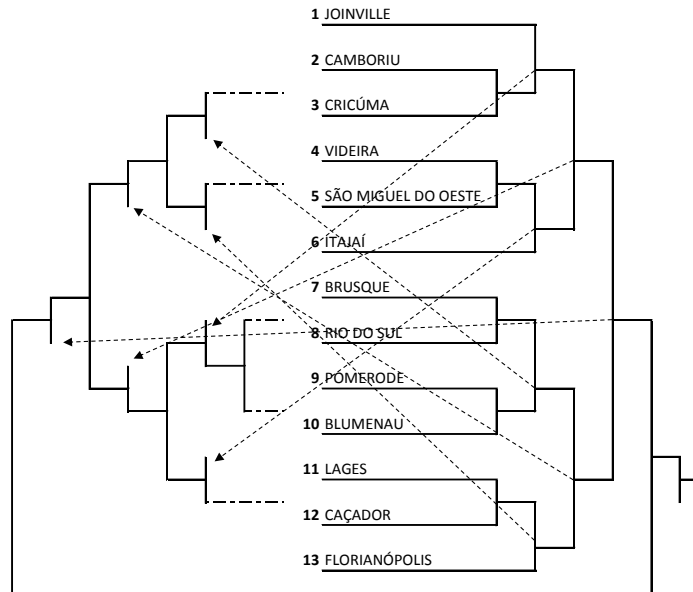 1 JOINVILLE
2 CAMBORIU
3 CRICÚMA
4 VIDEIRA
5 SÃO MIGUEL DO OESTE
6 ITAJAÍ
7 BRUSQUE
8 RIO DO SUL
9 POMERODE
10 BLUMENAU
11 LAGES
12 CAÇADOR
13 FLORIANÓPOLIS